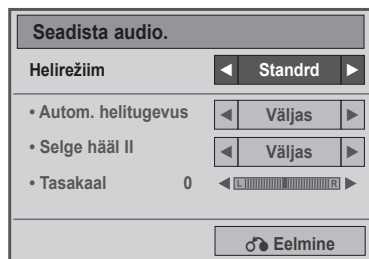 Seadista audio.
Helirežiim ◄ Standrd ►
• Autom. helitugevus ◄ Väljas ►
• Selge hääl II ◄ Väljas ►
• Tasakaal 0 ◄ L R ►
Eelmine